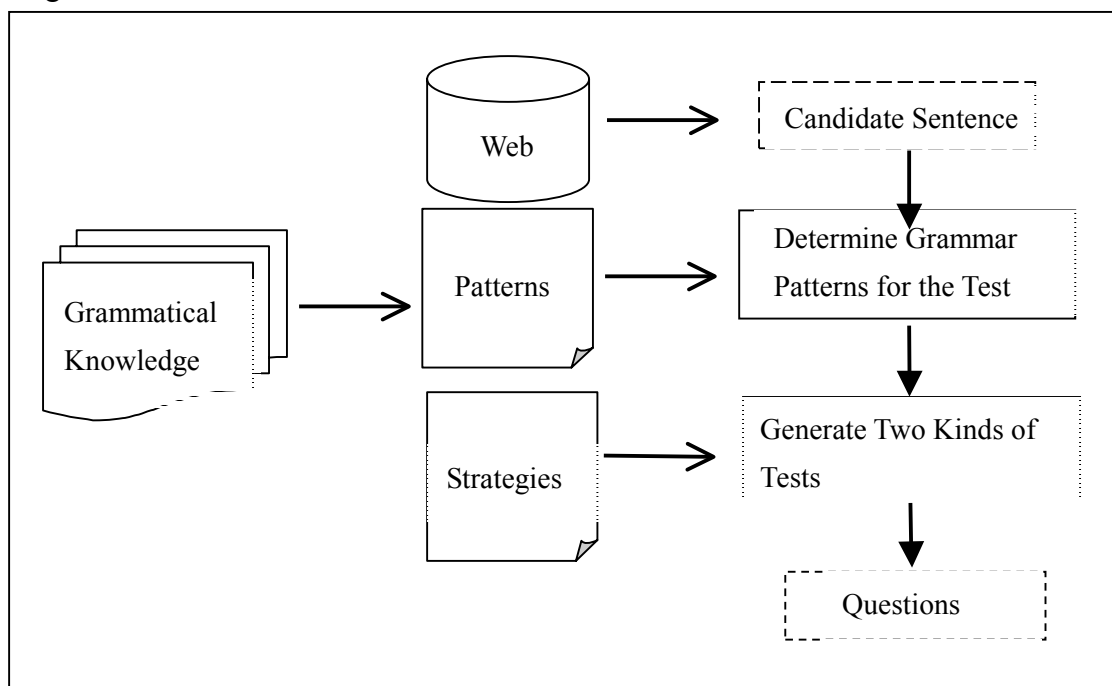 Web
Candidate Sentence
Grammatical
Knowledge
Patterns
Determine Grammar
Patterns for the Test
Strategies
Generate Two Kinds of
Tests
Questions